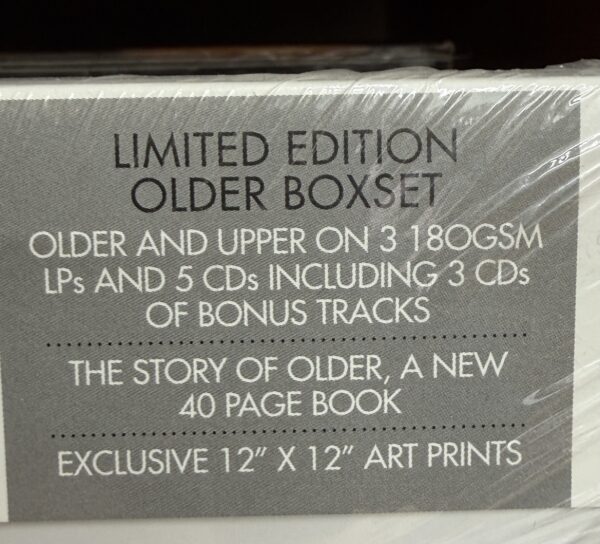 LIMITED EDITION
OLDER BOXSET
OLDER AND UPPER ON 3 180GSM
LPs AND 5 CDs INCLUDING 3 CDs
OF BONUS TRACKS
THE STORY OF OLDER, A NEW
40 PAGE BOOK
EXCLUSIVE 12" X 12" ART PRINTS